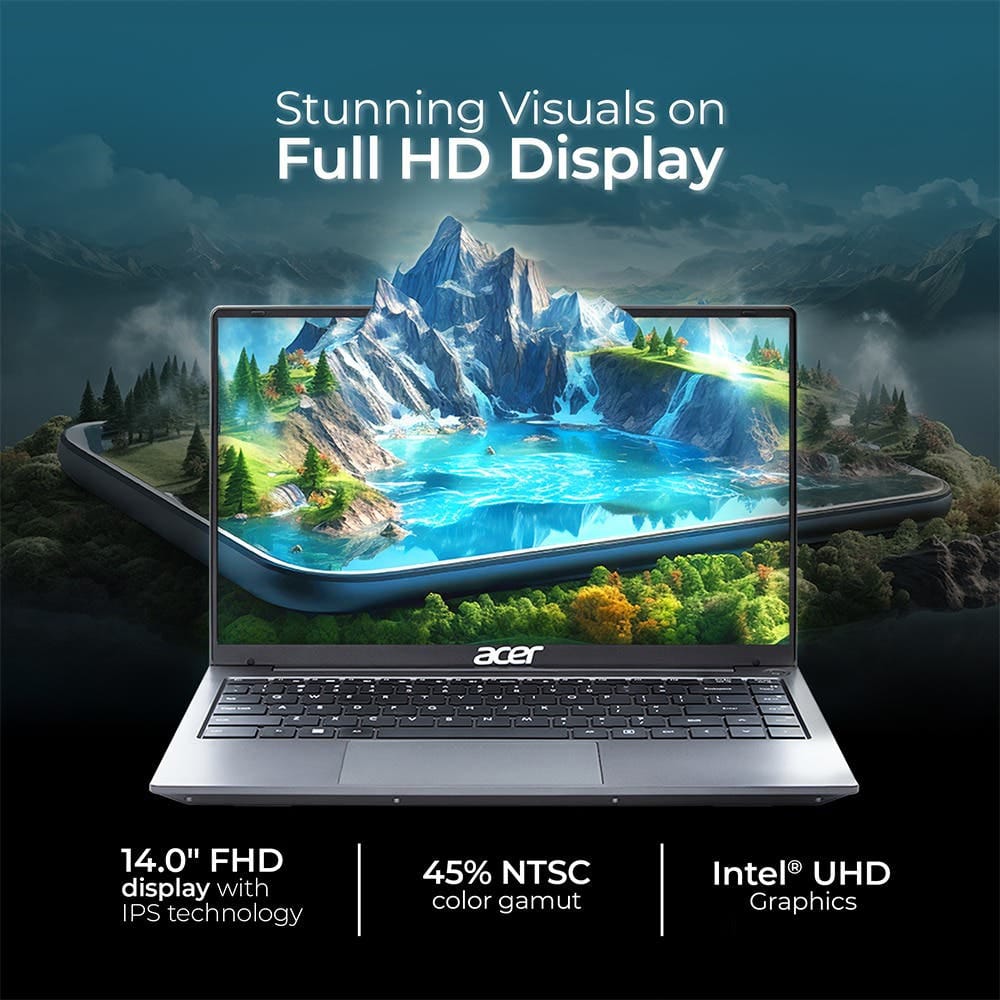 Stunning Visuals on
Full HD Display
acer
14.0" FHD
display with
IPS technology
45% NTSC
color gamut
Intel® UHD
Graphics